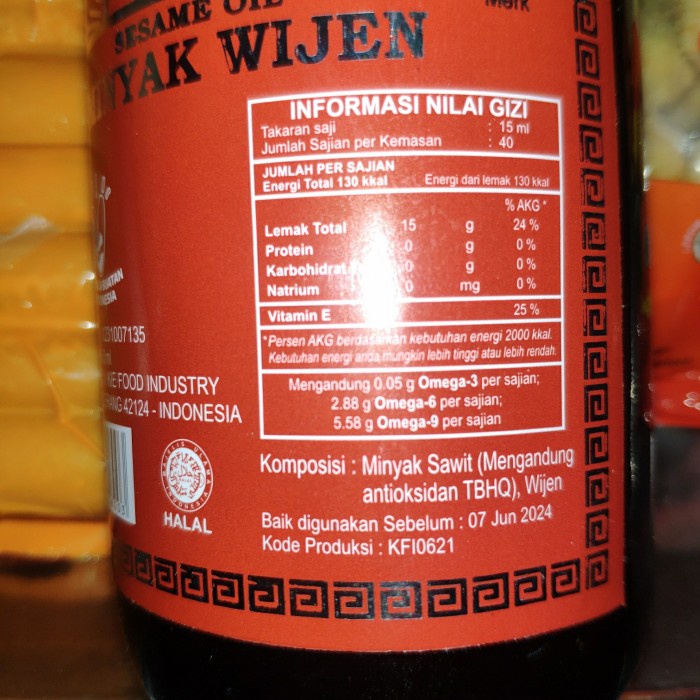 Merk
SESAME OIL
MINYAK WIJEN
INFORMASI NILAI GIZI
Takaran saji : 15 ml
Jumlah Sajian per Kemasan : 40
JUMLAH PER SAJIAN
Energi Total 130 kkal Energi dari lemak 130 kkal
% AKG *
Lemak Total 15 g 24 %
Protein 0 g 0 %
Karbohidrat 0 g 0 %
Natrium 0 mg 0 %
Vitamin E 25 %
*Persen AKG berdasarkan kebutuhan energi 2000 kkal.
Kebutuhan energi anda mungkin lebih tinggi atau lebih rendah.
Mengandung 0.05 g Omega-3 per sajian;
2.88 g Omega-6 per sajian;
5.58 g Omega-9 per sajian
FOOD INDUSTRY
42124 - INDONESIA
HALAL
Komposisi : Minyak Sawit (Mengandung
antioksidan TBHQ), Wijen
Baik digunakan Sebelum : 07 Jun 2024
Kode Produksi : KFI0621